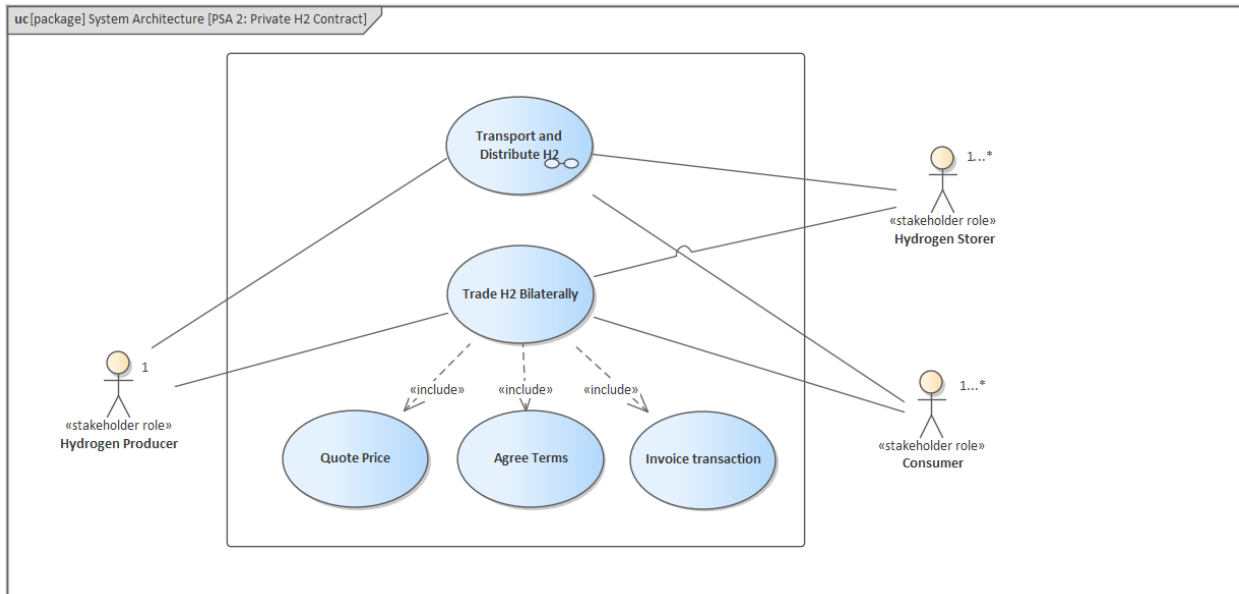 uc [package] System Architecture [PSA 2: Private H2 Contract]
Transport and
Distribute H2
1...*
«stakeholder role»
Hydrogen Storer
Trade H2 Bilaterally
1
«stakeholder role»
Hydrogen Producer
«include»
«include»
«include»
1...*
«stakeholder role»
Consumer
Quote Price
Agree Terms
Invoice transaction